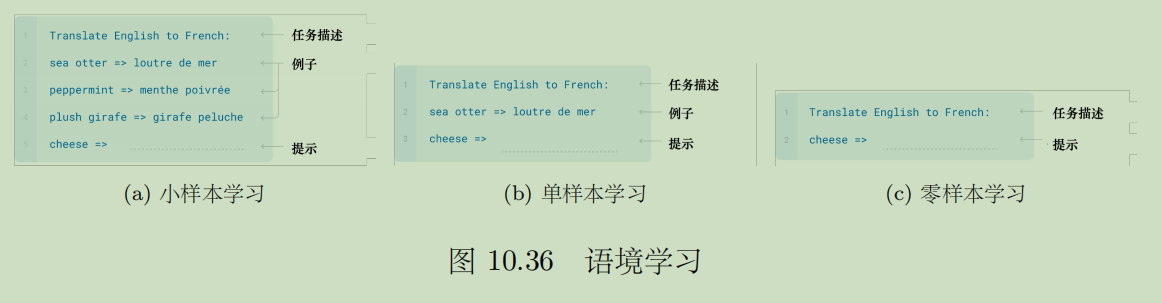 1 Translate English to French: 任务描述
2 sea otter => loutre de mer 例子
3 peppermint => menthe poivrée
4 plush girafe => girafe peluche
5 cheese => 提示
(a) 小样本学习
1 Translate English to French: 任务描述
2 sea otter => loutre de mer 例子
3 cheese => 提示
(b) 单样本学习
1 Translate English to French: 任务描述
2 cheese => 提示
(c) 零样本学习
图 10.36 语境学习